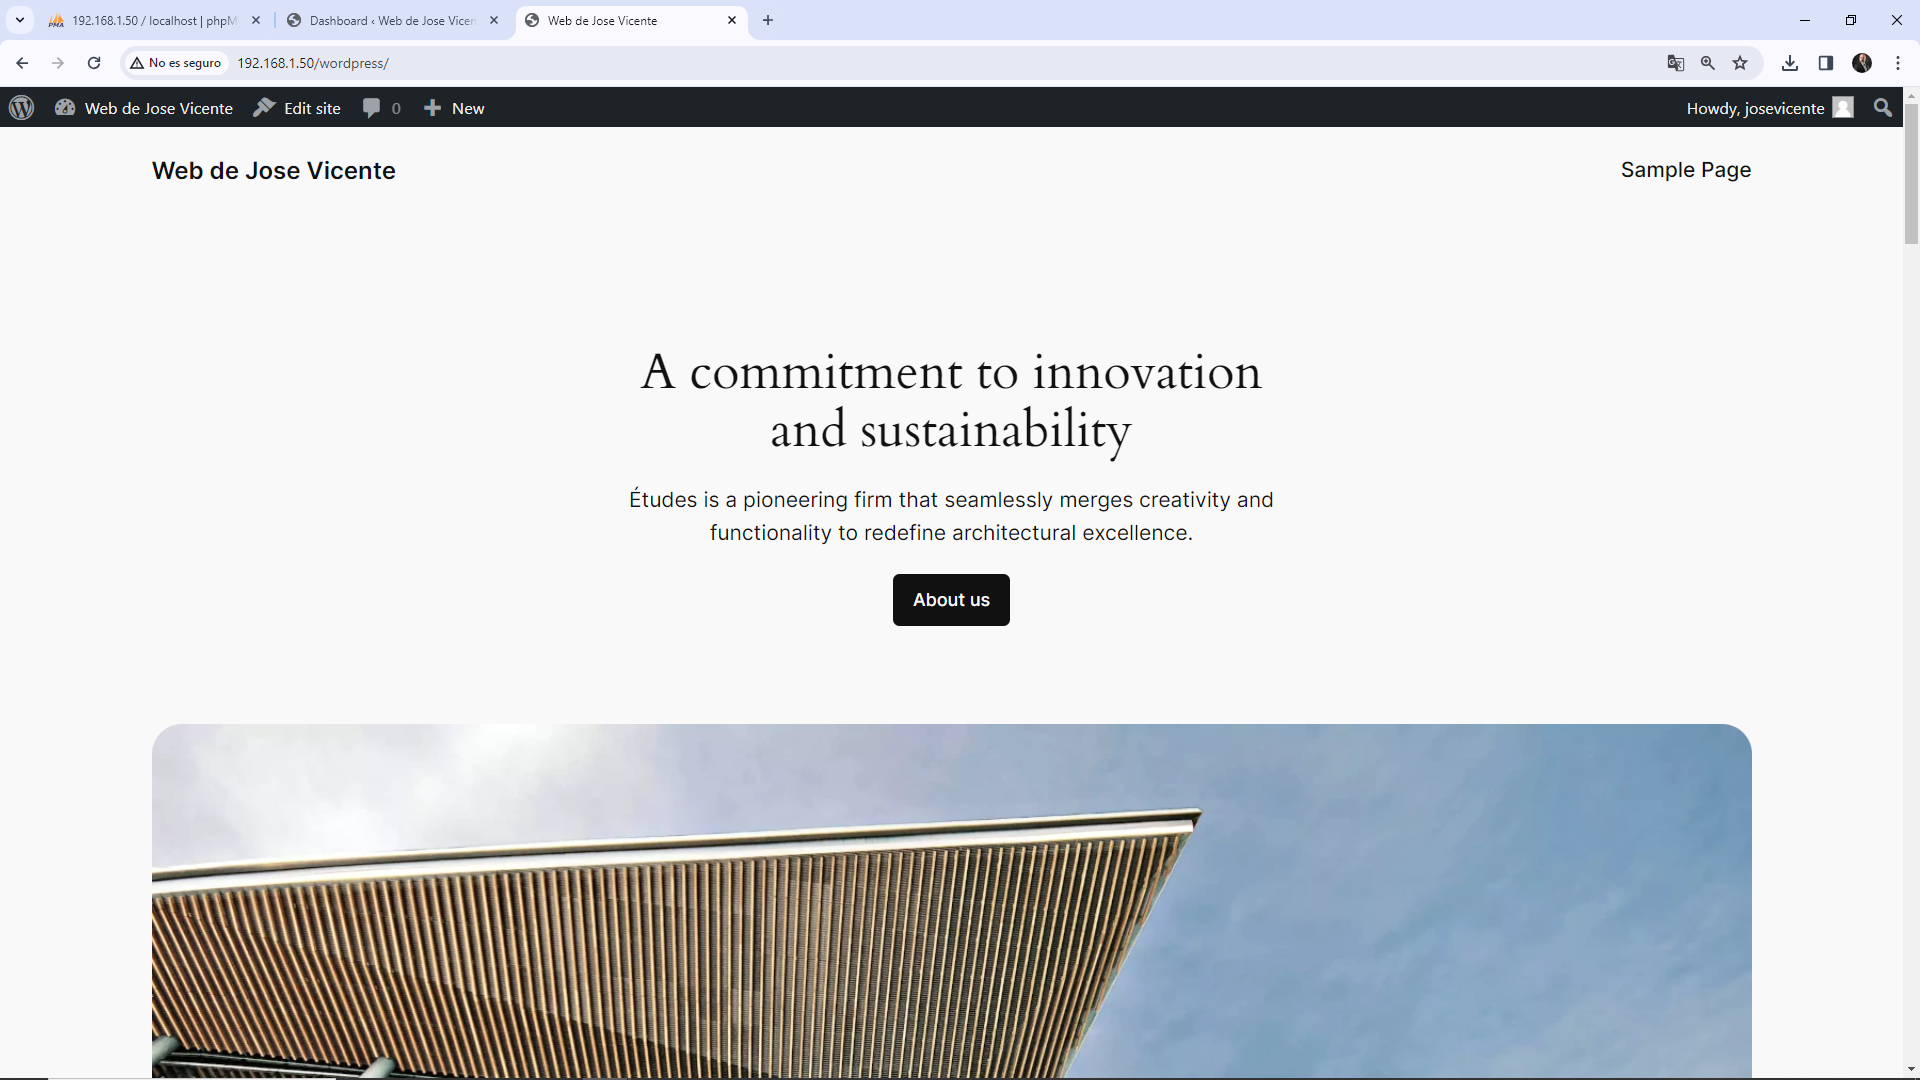 192.168.1.50 / localhost | phpM
Dashboard ‹ Web de Jose Vicen
Web de Jose Vicente
No es seguro
192.168.1.50/wordpress/
Web de Jose Vicente
Edit site
0
New
Howdy, josevicente
Web de Jose Vicente
Sample Page
A commitment to innovation
and sustainability
Études is a pioneering firm that seamlessly merges creativity and
functionality to redefine architectural excellence.
About us